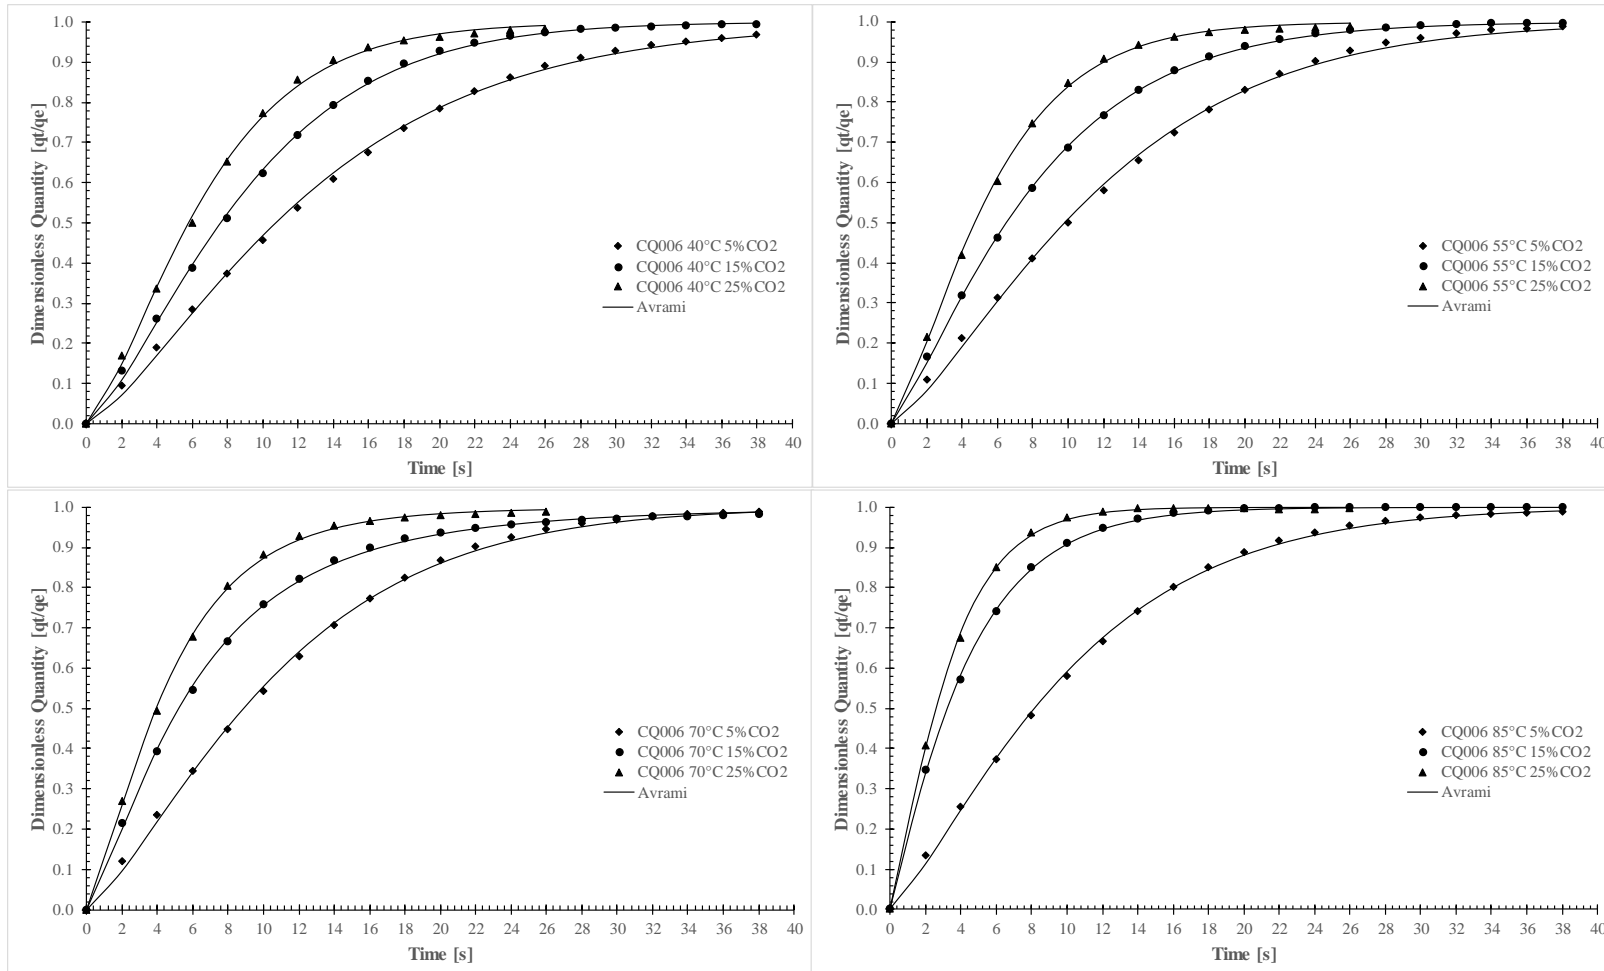 Dimensionless Quantity [qt/qe]
1.0
0.9
0.8
0.7
0.6
0.5
0.4
0.3
0.2
0.1
0.0
CQ006 40°C 5%CO2
CQ006 40°C 15%CO2
CQ006 40°C 25%CO2
Avrami
0 2 4 6 8 10 12 14 16 18 20 22 24 26 28 30 32 34 36 38 40
Time [s]
Dimensionless Quantity [qt/qe]
1.0
0.9
0.8
0.7
0.6
0.5
0.4
0.3
0.2
0.1
0.0
CQ006 55°C 5%CO2
CQ006 55°C 15%CO2
CQ006 55°C 25%CO2
Avrami
0 2 4 6 8 10 12 14 16 18 20 22 24 26 28 30 32 34 36 38 40
Time [s]
Dimensionless Quantity [qt/qe]
1.0
0.9
0.8
0.7
0.6
0.5
0.4
0.3
0.2
0.1
0.0
CQ006 70°C 5%CO2
CQ006 70°C 15%CO2
CQ006 70°C 25%CO2
Avrami
0 2 4 6 8 10 12 14 16 18 20 22 24 26 28 30 32 34 36 38 40
Time [s]
Dimensionless Quantity [qt/qe]
1.0
0.9
0.8
0.7
0.6
0.5
0.4
0.3
0.2
0.1
0.0
CQ006 85°C 5%CO2
CQ006 85°C 15%CO2
CQ006 85°C 25%CO2
Avrami
0 2 4 6 8 10 12 14 16 18 20 22 24 26 28 30 32 34 36 38 40
Time [s]